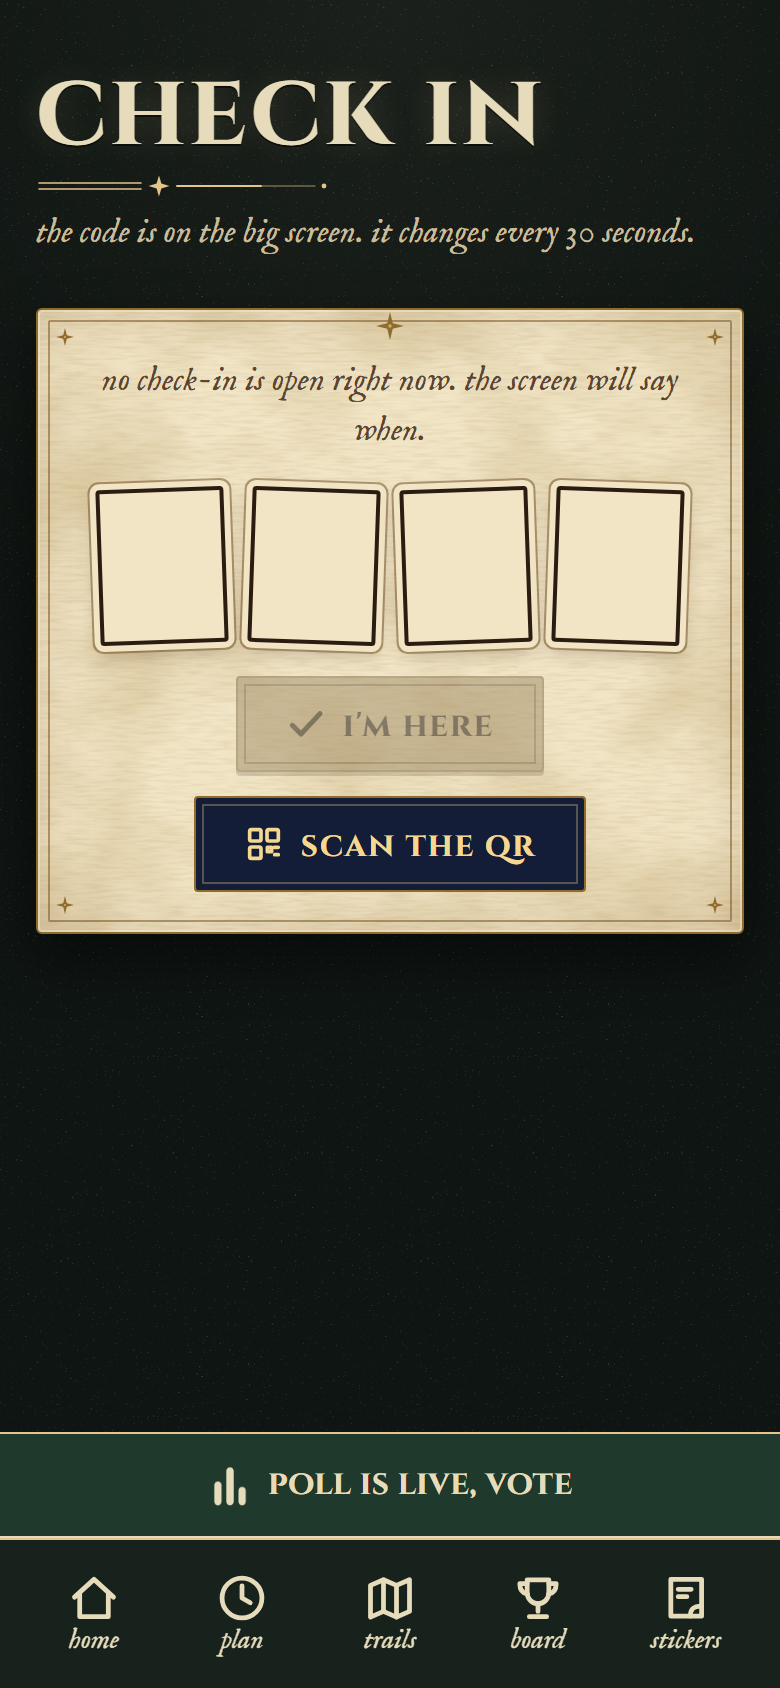 CHECK IN
the code is on the big screen. it changes every 30 seconds.
no check-in is open right now. the screen will say
when.
I'M HERE
SCAN THE QR
POLL IS LIVE, VOTE
home
plan
trails
board
stickers